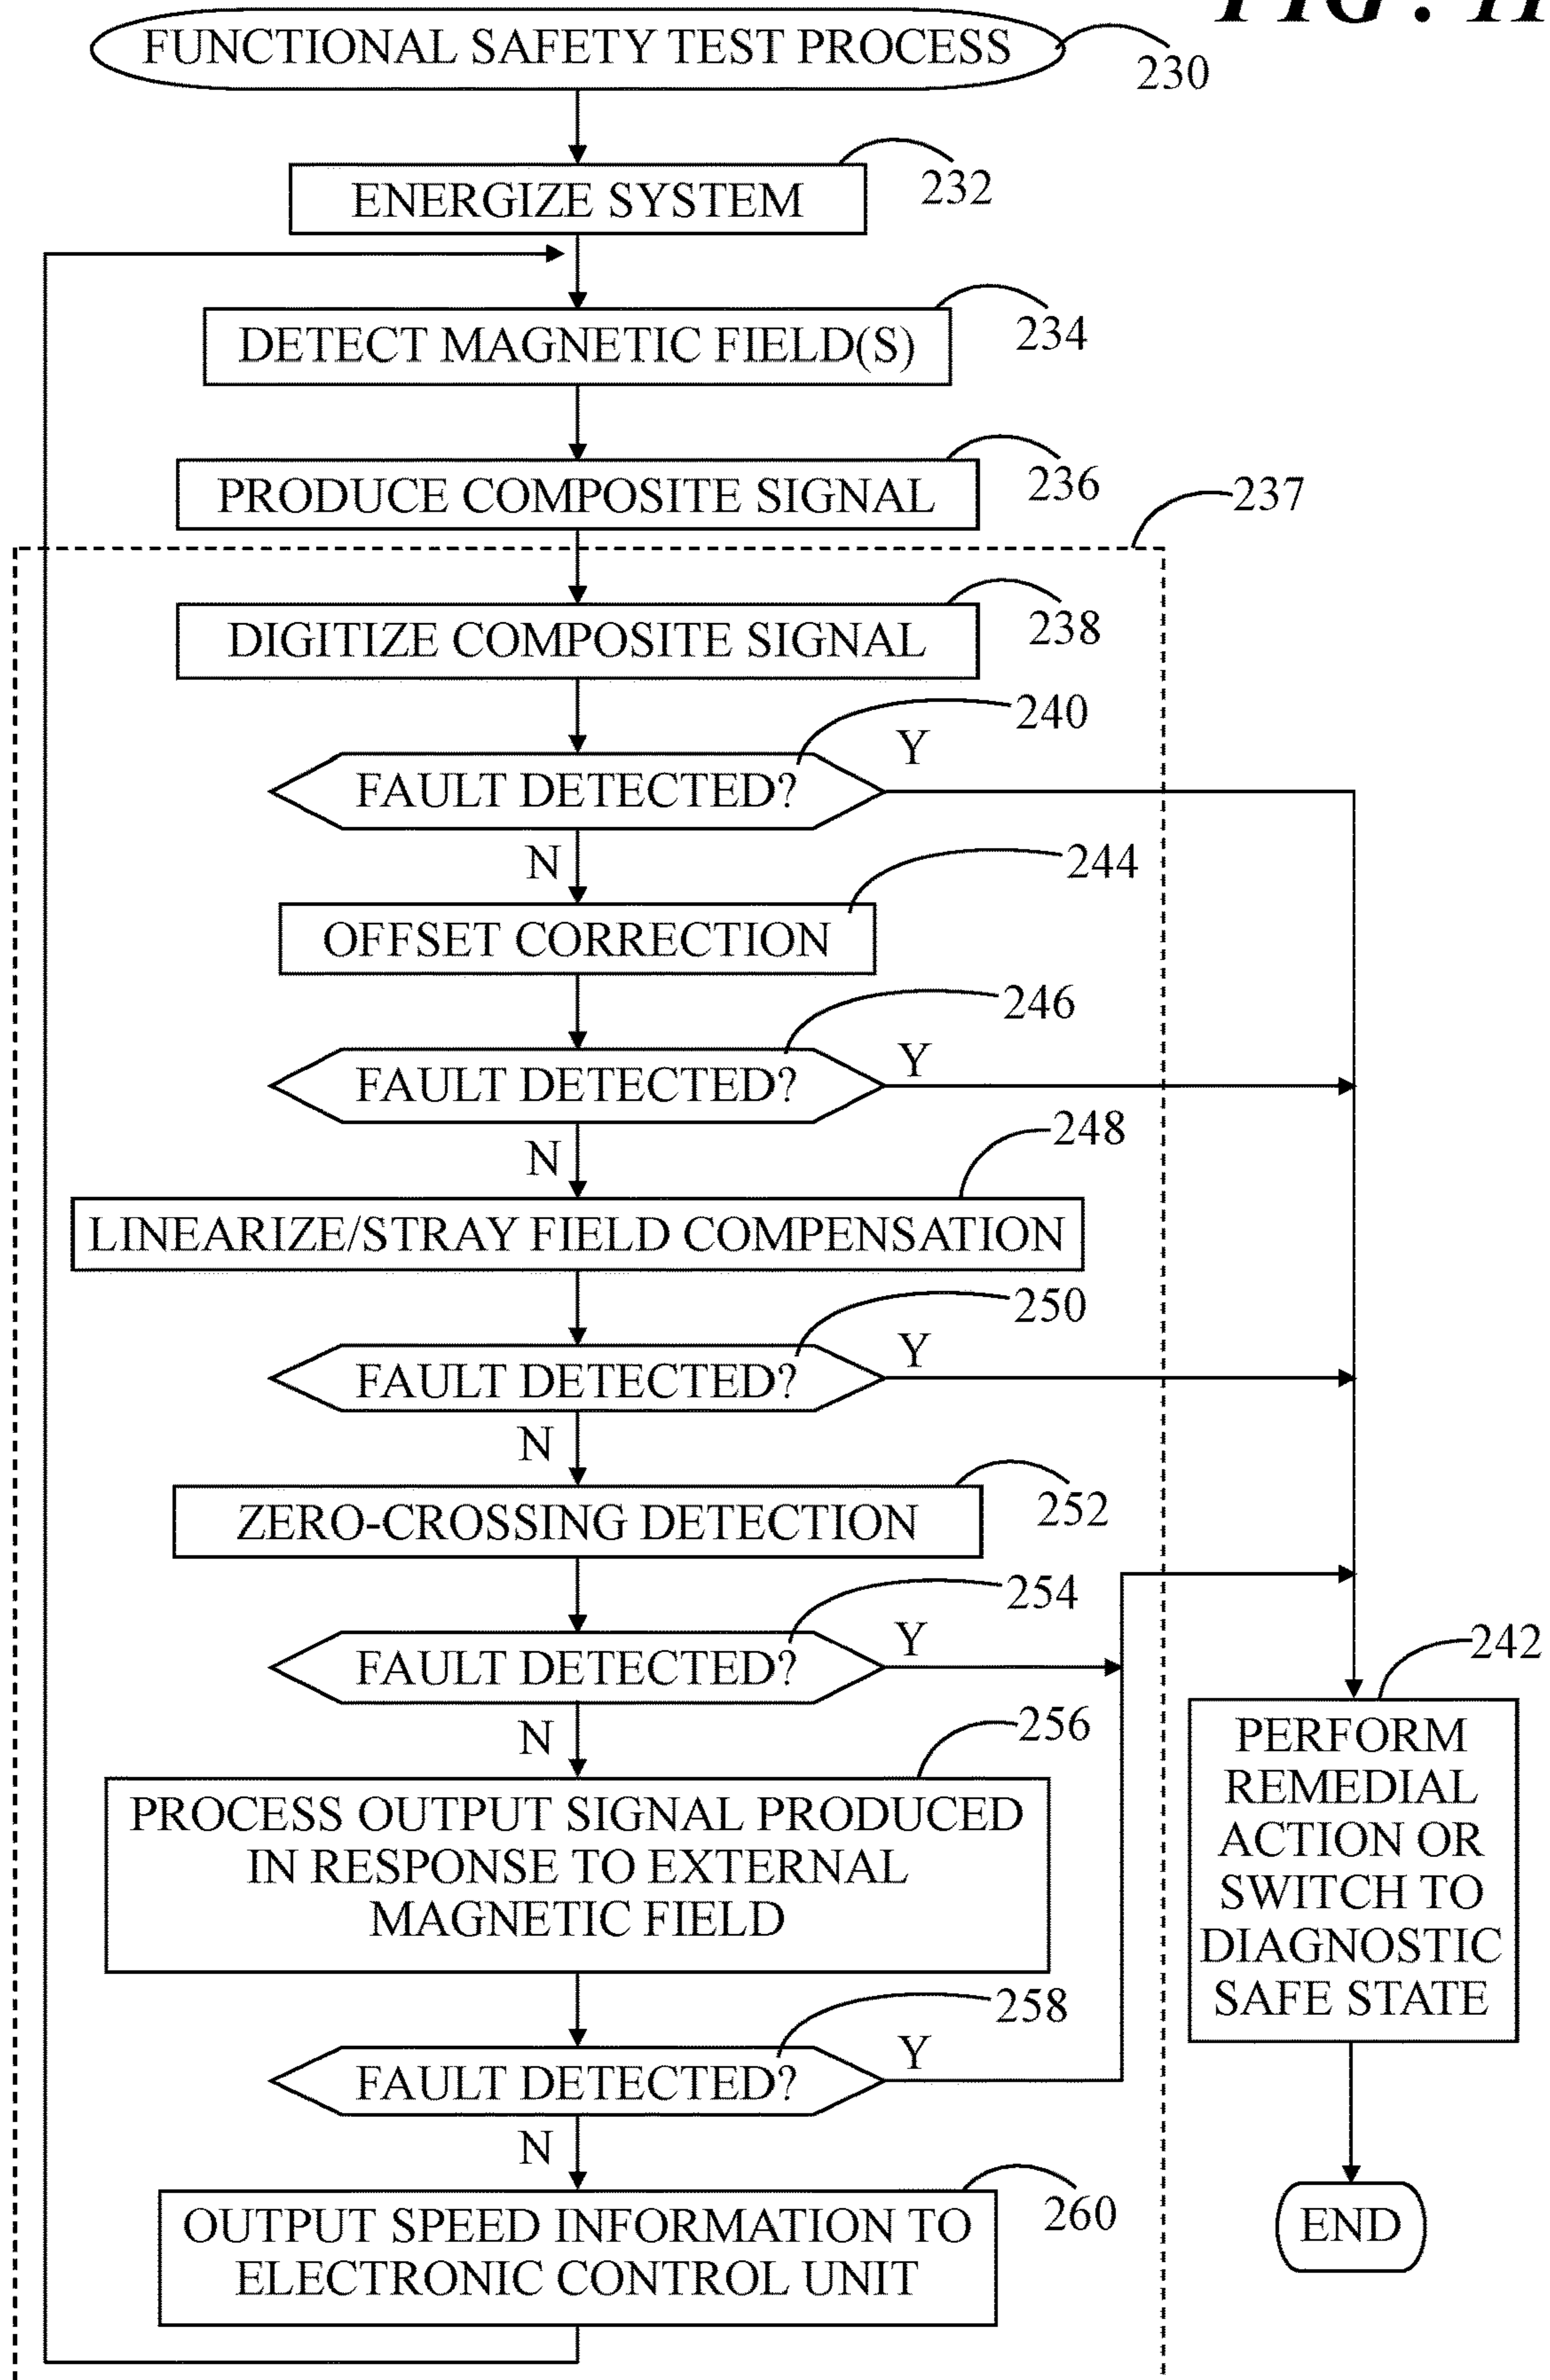 FIG. 11
FUNCTIONAL SAFETY TEST PROCESS
230
ENERGIZE SYSTEM
232
DETECT MAGNETIC FIELD(S)
234
PRODUCE COMPOSITE SIGNAL
236
237
DIGITIZE COMPOSITE SIGNAL
238
240
FAULT DETECTED?
Y
N
244
OFFSET CORRECTION
246
FAULT DETECTED?
Y
N
248
LINEARIZE/STRAY FIELD COMPENSATION
250
FAULT DETECTED?
Y
N
ZERO-CROSSING DETECTION
252
254
FAULT DETECTED?
Y
N
256
PROCESS OUTPUT SIGNAL PRODUCED
IN RESPONSE TO EXTERNAL
MAGNETIC FIELD
258
FAULT DETECTED?
Y
N
OUTPUT SPEED INFORMATION TO
ELECTRONIC CONTROL UNIT
260
242
PERFORM
REMEDIAL
ACTION OR
SWITCH TO
DIAGNOSTIC
SAFE STATE
END